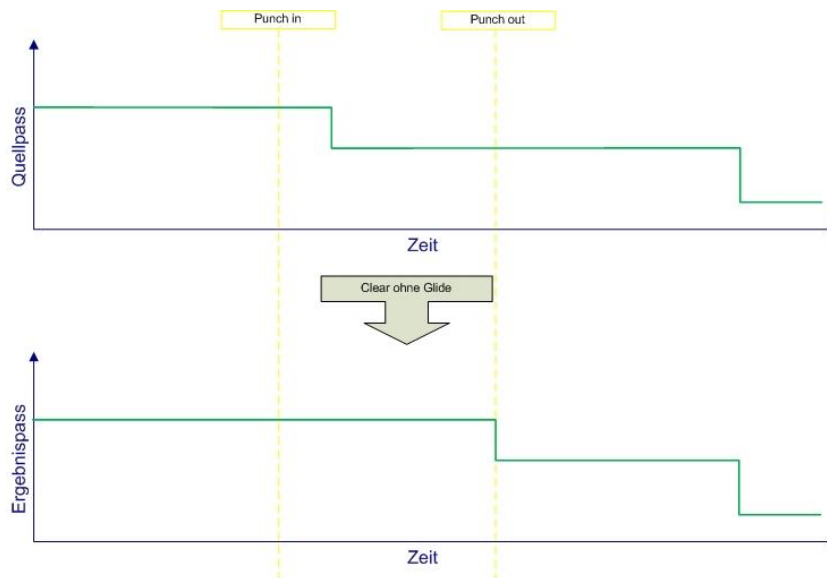 Punch in
Punch out
Quellpass
Zeit
Clear ohne Glide
Ergebnispass
Zeit